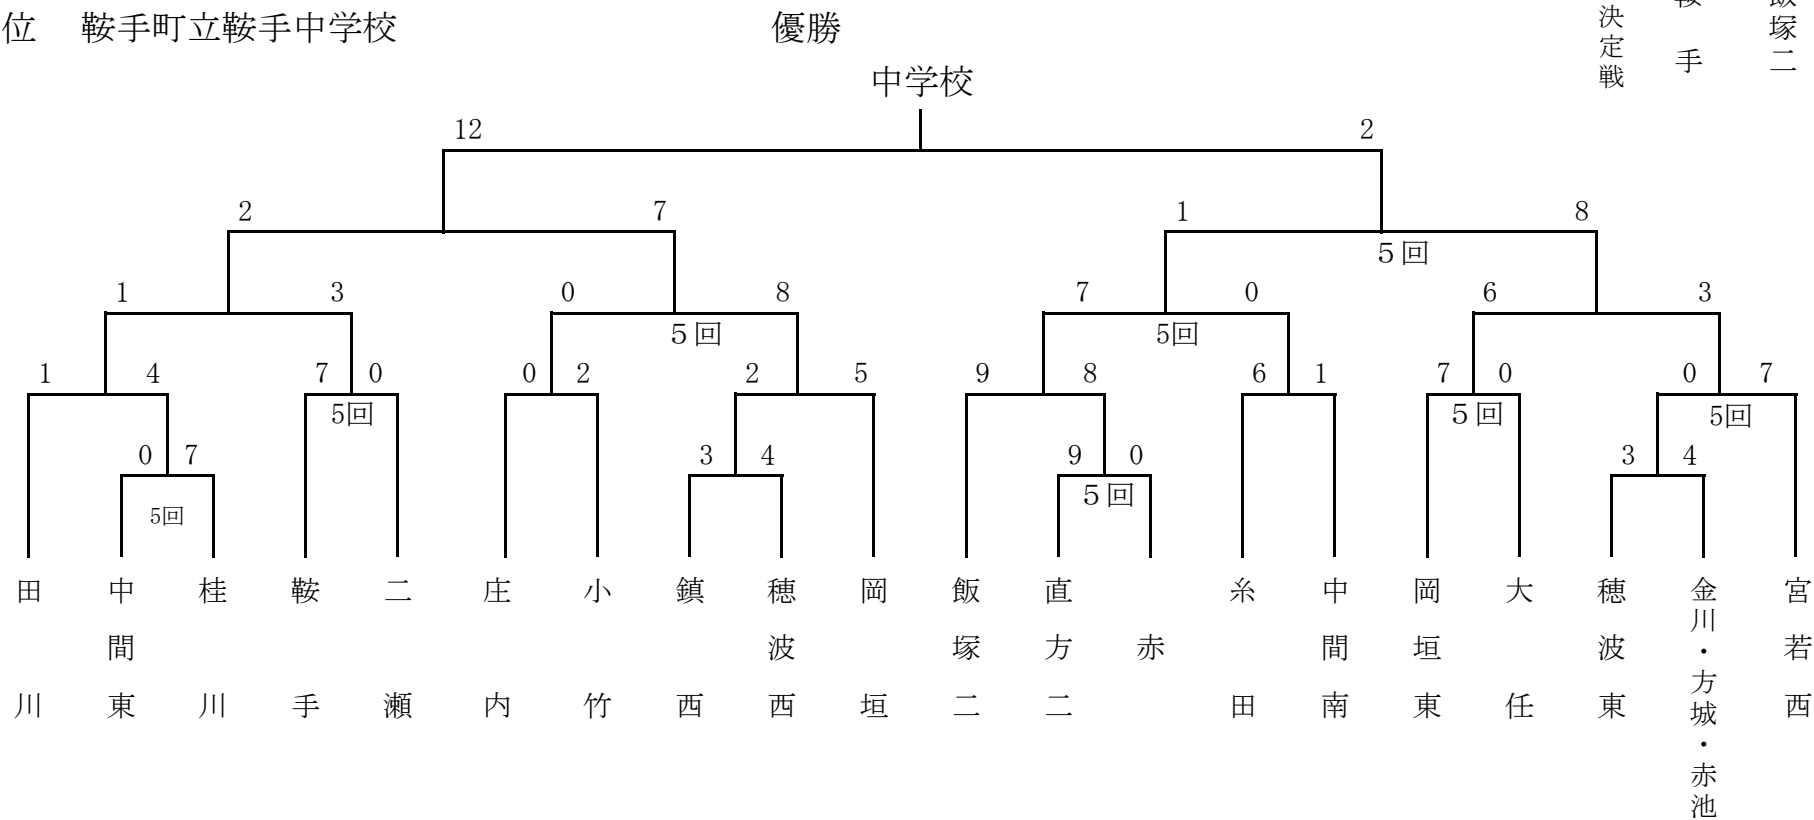 位 鞍手町立鞍手中学校 優勝
中学校
決定戦
手
塚二
12 2
2 7 1 8
5回
1 3 0 8 7 0 6 3
5回 5回
1 4 7 0 0 2 2 5 9 8 6 1 7 0 0 7
5回 5回 5回
0 7 3 4 9 0 3 4
5回 5回
田川
中間東
桂川
鞍手
二瀬
庄内
小竹
鎮西
穂波西
岡垣
飯塚二
直方二
赤
糸田
中間南
岡垣東
大任
穂波東
金川・方城・赤池
宮若西